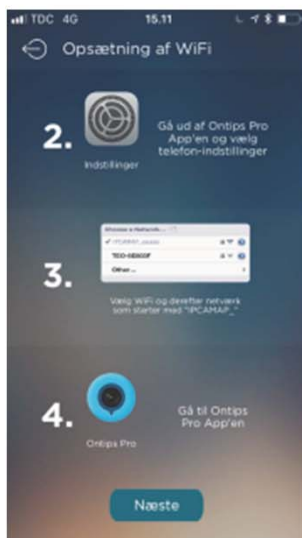 TDC 4G 15.11
Opsætning af WiFi
2.
Indstillinger
Gå ud af Ontips Pro
App'en og vælg
telefon-indstillinger
3.
Choose a Network...
Other...
Vælg WiFi og derefter netværk
som starter med "IPCAMAP_"
4.
Ontips Pro
Gå til Ontips
Pro App'en
Næste